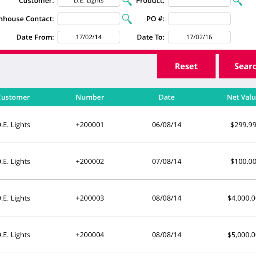 Customer: D.E. Lights Product:
nhouse Contact: PO #:
Date From: 17/02/14 Date To: 17/02/16
Reset Searc
Customer Number Date Net Valu
.E. Lights +200001 06/08/14 $299.99
.E. Lights +200002 07/08/14 $100.00
.E. Lights +200003 08/08/14 $4,000.0
.E. Lights +200004 08/08/14 $5,000.0